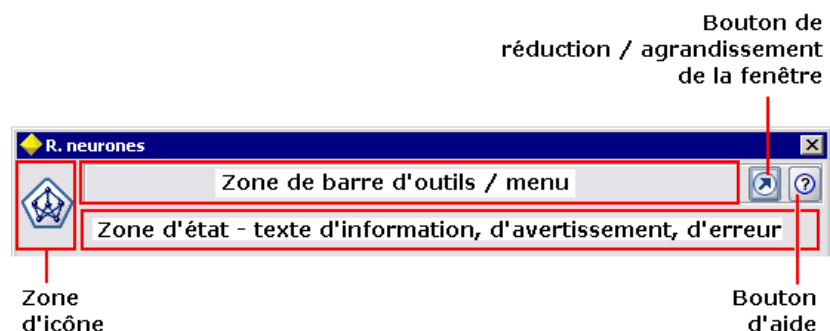 Bouton de
réduction / agrandissement
de la fenêtre
R. neurones
Zone de barre d'outils / menu
?
Zone d'état - texte d'information, d'avertissement, d'erreur
Zone
d'icône
Bouton
d'aide